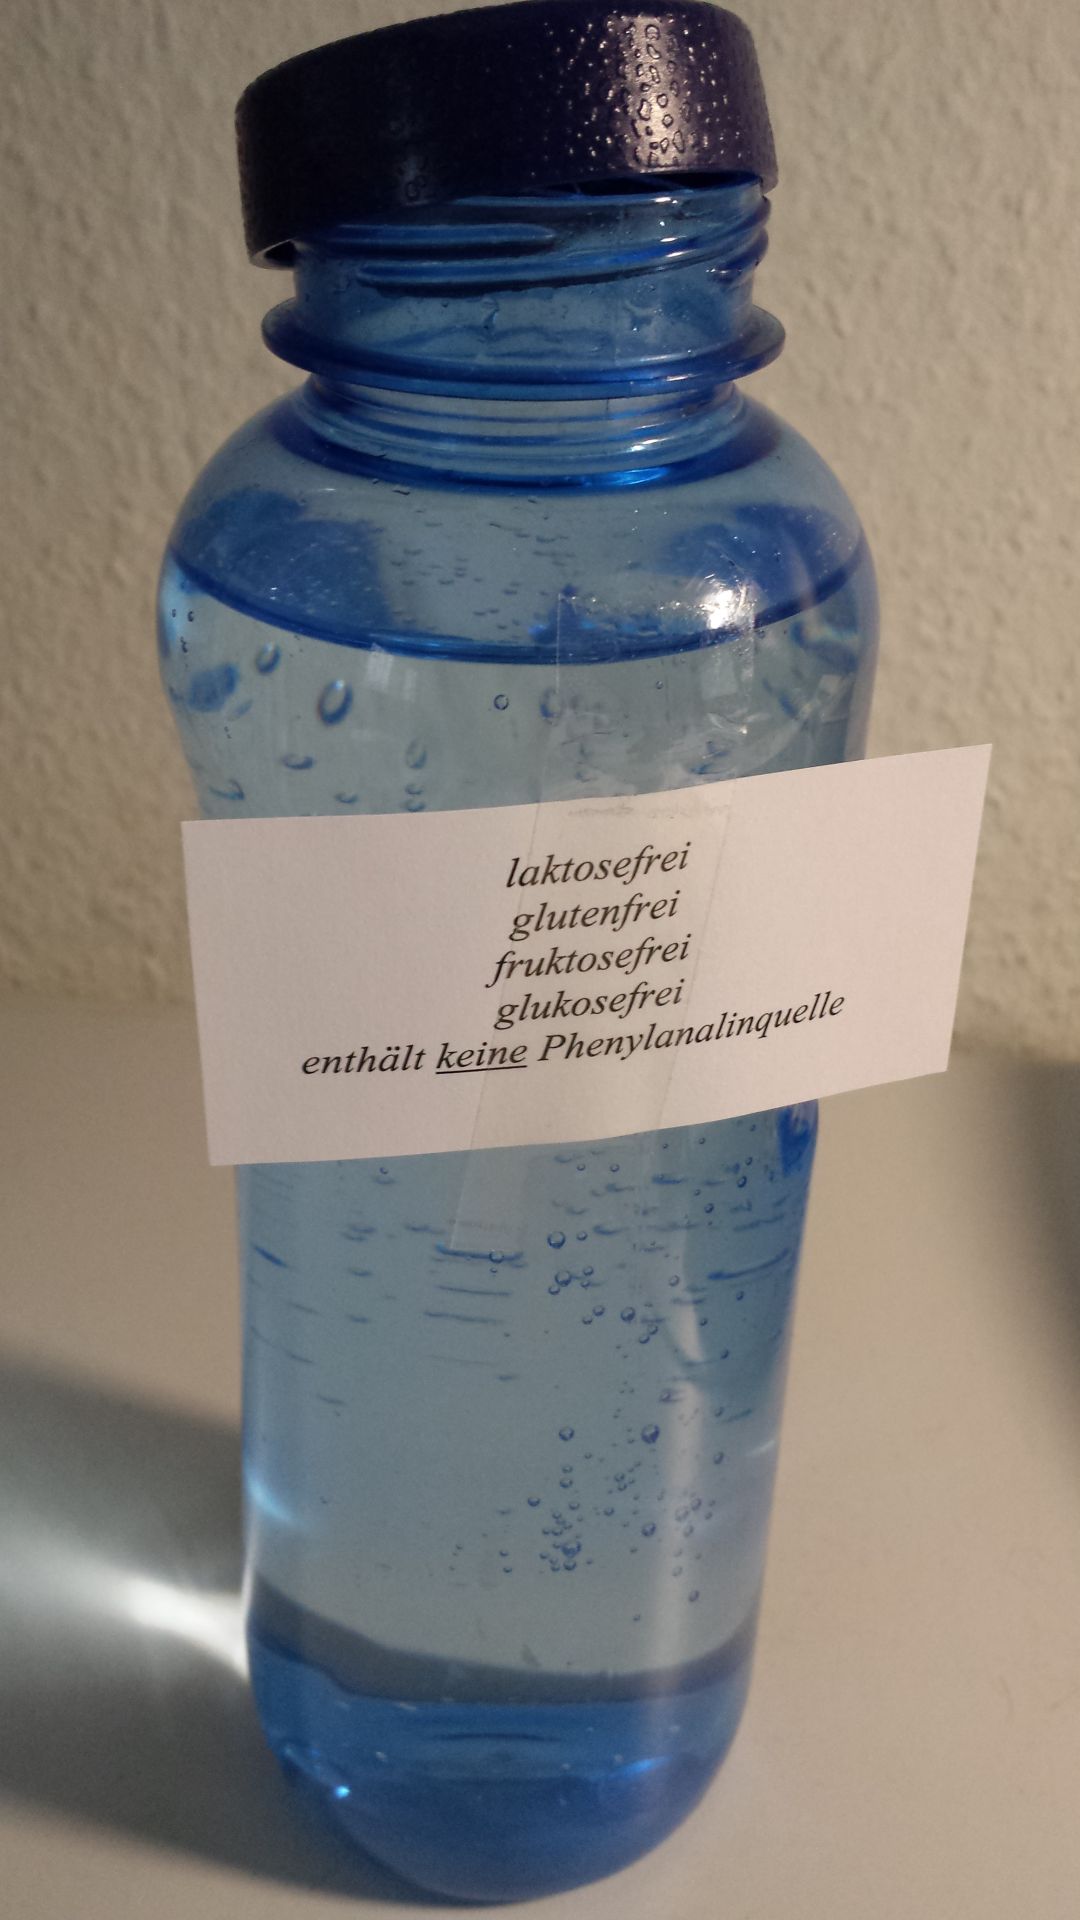 laktosefrei
glutenfrei
fruktosefrei
glukosefrei
enthält keine Phenylanalinquelle